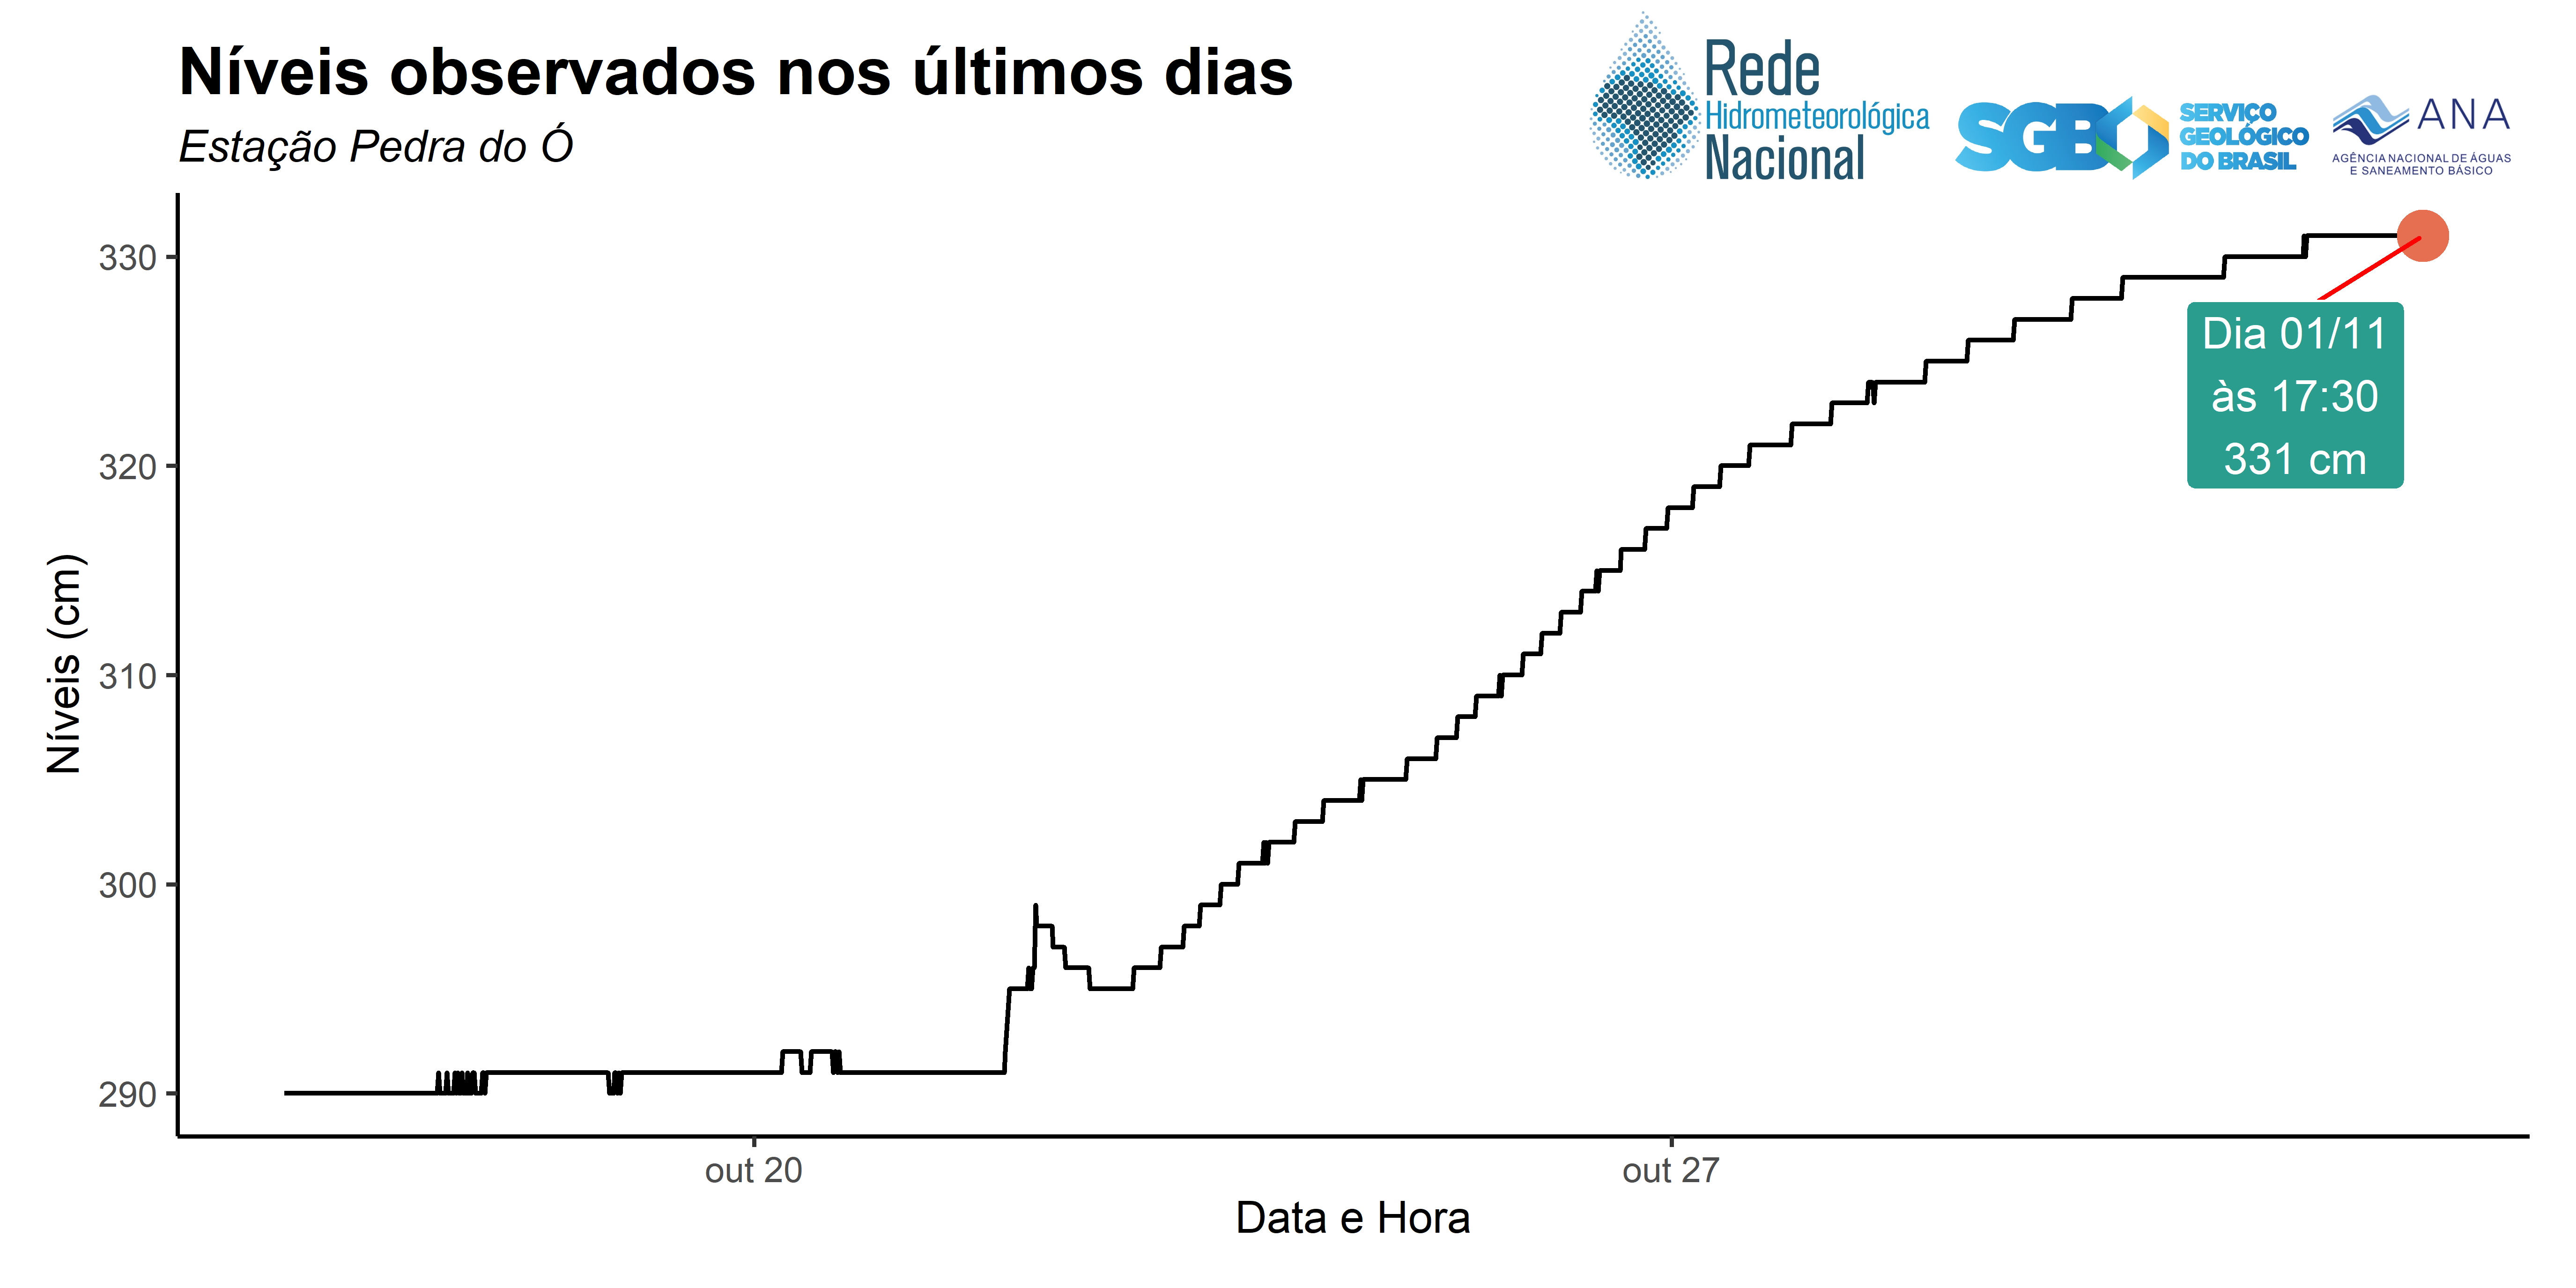 Níveis observados nos últimos dias
Estação Pedra do Ó
Rede
Hidrometeorológica
Nacional
SGB
SERVIÇO
GEOLÓGICO
DO BRASIL
ANA
AGÊNCIA NACIONAL DE ÁGUAS
E SANEAMENTO BÁSICO
Níveis (cm)
330
320
310
300
290
Dia 01/11
às 17:30
331 cm
out 20
out 27
Data e Hora